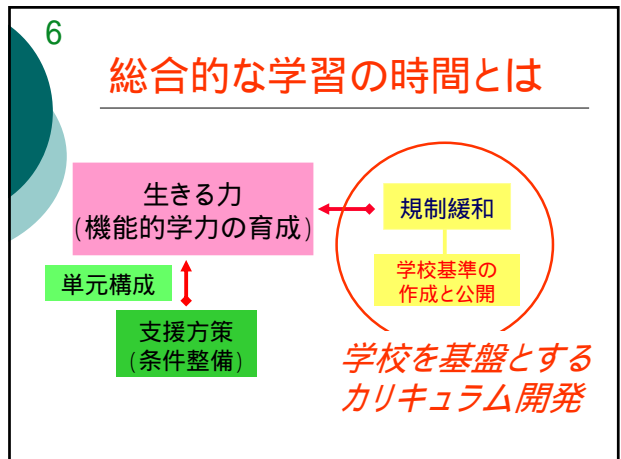 6
総合的な学習の時間とは
生きる力
(機能的学力の育成)
規制緩和
学校基準の
作成と公開
単元構成
支援方策
(条件整備)
学校を基盤とする
カリキュラム開発